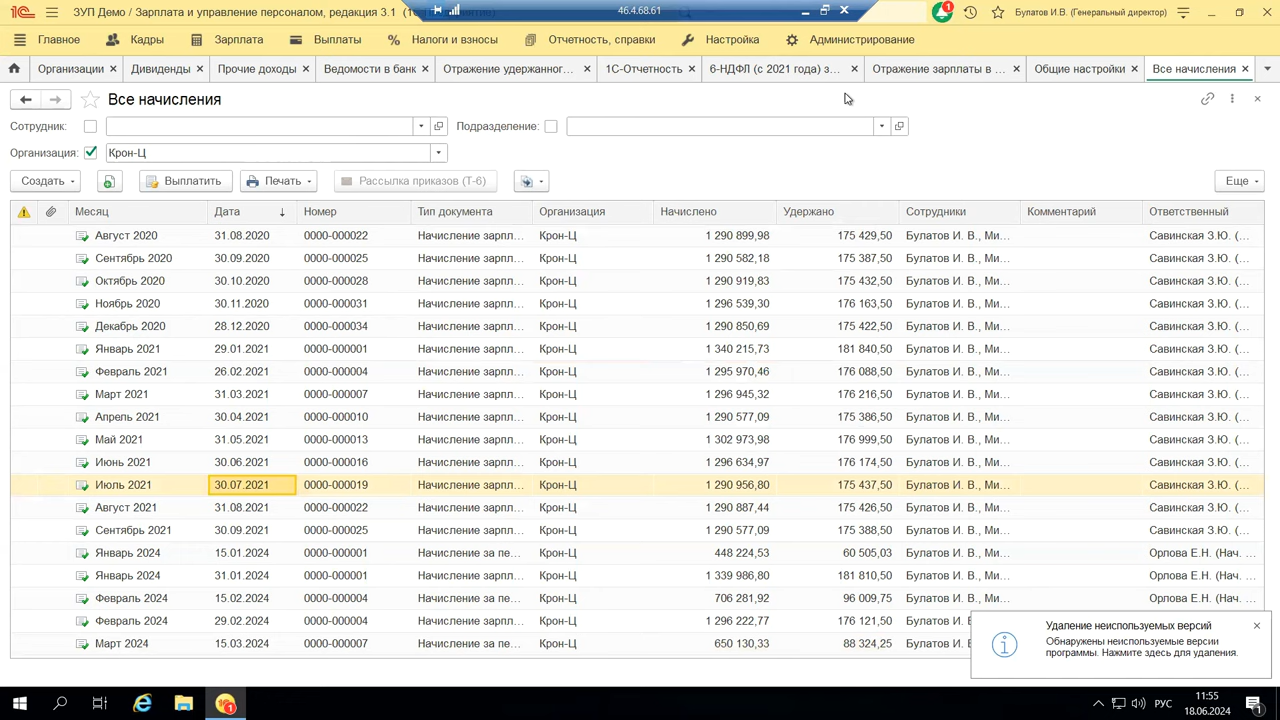 ЗУП Демо / Зарплата и управление персоналом, редакция 3.1 (1С:Предприятие) 46.4.68.61 1 Булатов И.В. (Генеральный директор)
Главное Кадры Зарплата Выплаты Налоги и взносы Отчетность, справки Настройка Администрирование
Организации Дивиденды Прочие доходы Ведомости в банк Отражение удержанног... 1С-Отчетность 6-НДФЛ (с 2021 года) з... Отражение зарплаты в ... Общие настройки Все начисления
Все начисления
Сотрудник: Подразделение:
Организация: Крон-Ц
Создать Выплатить Печать Рассылка приказов (Т-6) Еще
Месяц Дата Номер Тип документа Организация Начислено Удержано Сотрудники Комментарий Ответственный
Август 2020 31.08.2020 0000-000022 Начисление зарпл... Крон-Ц 1 290 899,98 175 429,50 Булатов И. В., Ми... Савинская З.Ю. (...
Сентябрь 2020 30.09.2020 0000-000025 Начисление зарпл... Крон-Ц 1 290 582,18 175 387,50 Булатов И. В., Ми... Савинская З.Ю. (...
Октябрь 2020 30.10.2020 0000-000028 Начисление зарпл... Крон-Ц 1 290 919,83 175 432,50 Булатов И. В., Ми... Савинская З.Ю. (...
Ноябрь 2020 30.11.2020 0000-000031 Начисление зарпл... Крон-Ц 1 296 539,30 176 163,50 Булатов И. В., Ми... Савинская З.Ю. (...
Декабрь 2020 28.12.2020 0000-000034 Начисление зарпл... Крон-Ц 1 290 850,69 175 422,50 Булатов И. В., Ми... Савинская З.Ю. (...
Январь 2021 29.01.2021 0000-000001 Начисление зарпл... Крон-Ц 1 340 215,73 181 840,50 Булатов И. В., Ми... Савинская З.Ю. (...
Февраль 2021 26.02.2021 0000-000004 Начисление зарпл... Крон-Ц 1 295 970,46 176 088,50 Булатов И. В., Ми... Савинская З.Ю. (...
Март 2021 31.03.2021 0000-000007 Начисление зарпл... Крон-Ц 1 296 945,32 176 216,50 Булатов И. В., Ми... Савинская З.Ю. (...
Апрель 2021 30.04.2021 0000-000010 Начисление зарпл... Крон-Ц 1 290 577,09 175 386,50 Булатов И. В., Ми... Савинская З.Ю. (...
Май 2021 31.05.2021 0000-000013 Начисление зарпл... Крон-Ц 1 302 973,80 176 999,50 Булатов И. В., Ми... Савинская З.Ю. (...
Июнь 2021 30.06.2021 0000-000016 Начисление зарпл... Крон-Ц 1 296 634,97 176 174,50 Булатов И. В., Ми... Савинская З.Ю. (...
Июль 2021 30.07.2021 0000-000019 Начисление зарпл... Крон-Ц 1 290 956,80 175 437,50 Булатов И. В., Ми... Савинская З.Ю. (...
Август 2021 31.08.2021 0000-000022 Начисление зарпл... Крон-Ц 1 290 887,44 175 426,50 Булатов И. В., Ми... Савинская З.Ю. (...
Сентябрь 2021 30.09.2021 0000-000025 Начисление зарпл... Крон-Ц 1 290 577,09 175 388,50 Булатов И. В., Ми... Савинская З.Ю. (...
Январь 2024 15.01.2024 0000-000001 Начисление за пе... Крон-Ц 448 224,53 60 505,03 Булатов И. В., Ми... Орлова Е.Н. (Нач. ...
Январь 2024 31.01.2024 0000-000001 Начисление зарпл... Крон-Ц 1 339 986,80 181 810,50 Булатов И. В., Ми... Орлова Е.Н. (Нач. ...
Февраль 2024 15.02.2024 0000-000004 Начисление за пе... Крон-Ц 706 281,92 96 009,75 Булатов И. В., Ми... Орлова Е.Н. (Нач. ...
Февраль 2024 29.02.2024 0000-000004 Начисление зарпл... Крон-Ц 1 296 222,77 176 121,50
Март 2024 15.03.2024 0000-000007 Начисление за пе... Крон-Ц 650 130,33 88 324,25
Удаление неиспользуемых версий
Обнаружены неиспользуемые версии
программы. Нажмите здесь для удаления.
РУС 11:55
18.06.2024